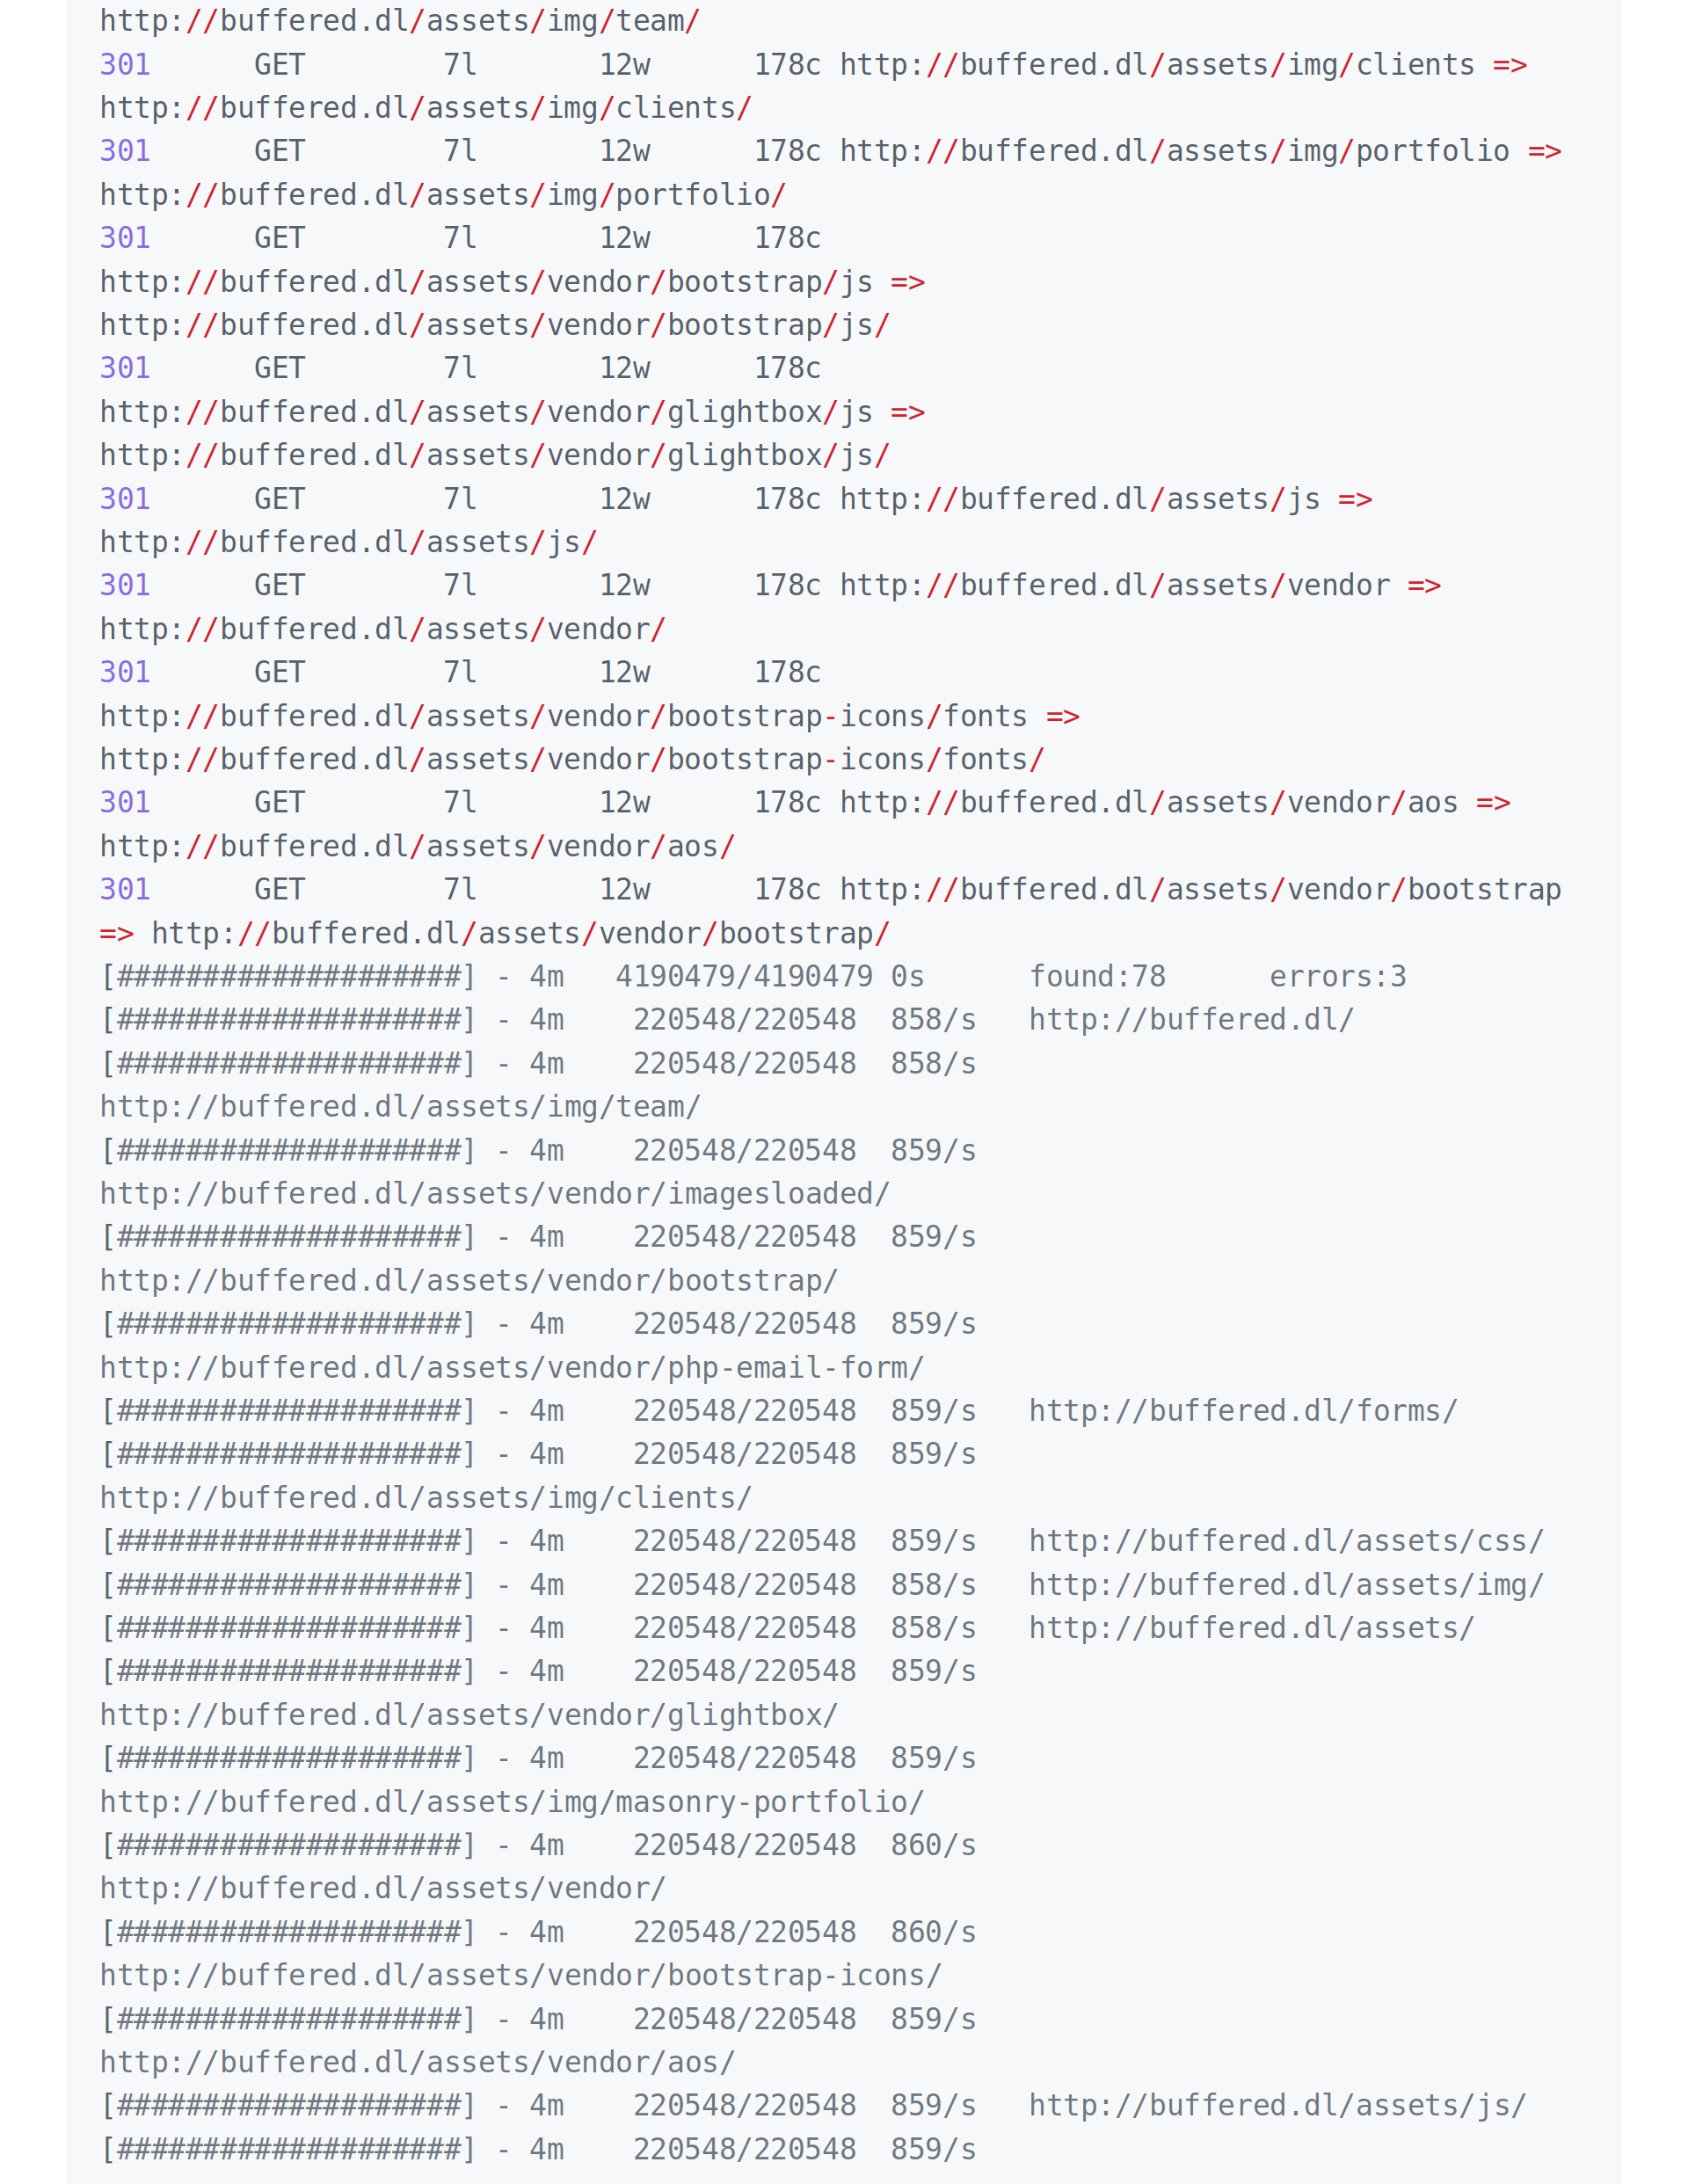 http://buffered.dl/assets/img/team/
301      GET        7l       12w      178c http://buffered.dl/assets/img/clients =>
http://buffered.dl/assets/img/clients/
301      GET        7l       12w      178c http://buffered.dl/assets/img/portfolio =>
http://buffered.dl/assets/img/portfolio/
301      GET        7l       12w      178c
http://buffered.dl/assets/vendor/bootstrap/js =>
http://buffered.dl/assets/vendor/bootstrap/js/
301      GET        7l       12w      178c
http://buffered.dl/assets/vendor/glightbox/js =>
http://buffered.dl/assets/vendor/glightbox/js/
301      GET        7l       12w      178c http://buffered.dl/assets/js =>
http://buffered.dl/assets/js/
301      GET        7l       12w      178c http://buffered.dl/assets/vendor =>
http://buffered.dl/assets/vendor/
301      GET        7l       12w      178c
http://buffered.dl/assets/vendor/bootstrap-icons/fonts =>
http://buffered.dl/assets/vendor/bootstrap-icons/fonts/
301      GET        7l       12w      178c http://buffered.dl/assets/vendor/aos =>
http://buffered.dl/assets/vendor/aos/
301      GET        7l       12w      178c http://buffered.dl/assets/vendor/bootstrap
=> http://buffered.dl/assets/vendor/bootstrap/
[####################] - 4m   4190479/4190479 0s      found:78      errors:3
[####################] - 4m    220548/220548  858/s   http://buffered.dl/
[####################] - 4m    220548/220548  858/s
http://buffered.dl/assets/img/team/
[####################] - 4m    220548/220548  859/s
http://buffered.dl/assets/vendor/imagesloaded/
[####################] - 4m    220548/220548  859/s
http://buffered.dl/assets/vendor/bootstrap/
[####################] - 4m    220548/220548  859/s
http://buffered.dl/assets/vendor/php-email-form/
[####################] - 4m    220548/220548  859/s   http://buffered.dl/forms/
[####################] - 4m    220548/220548  859/s
http://buffered.dl/assets/img/clients/
[####################] - 4m    220548/220548  859/s   http://buffered.dl/assets/css/
[####################] - 4m    220548/220548  858/s   http://buffered.dl/assets/img/
[####################] - 4m    220548/220548  858/s   http://buffered.dl/assets/
[####################] - 4m    220548/220548  859/s
http://buffered.dl/assets/vendor/glightbox/
[####################] - 4m    220548/220548  859/s
http://buffered.dl/assets/img/masonry-portfolio/
[####################] - 4m    220548/220548  860/s
http://buffered.dl/assets/vendor/
[####################] - 4m    220548/220548  860/s
http://buffered.dl/assets/vendor/bootstrap-icons/
[####################] - 4m    220548/220548  859/s
http://buffered.dl/assets/vendor/aos/
[####################] - 4m    220548/220548  859/s   http://buffered.dl/assets/js/
[####################] - 4m    220548/220548  859/s